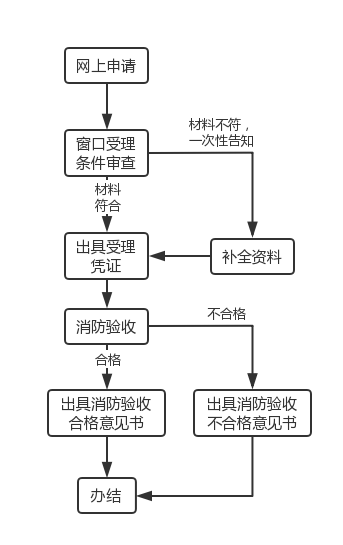 网上申请
窗口受理
条件审查
材料不符，
一次性告知
材料
符合
出具受理
凭证
补全资料
消防验收
不合格
合格
出具消防验收
合格意见书
出具消防验收
不合格意见书
办结